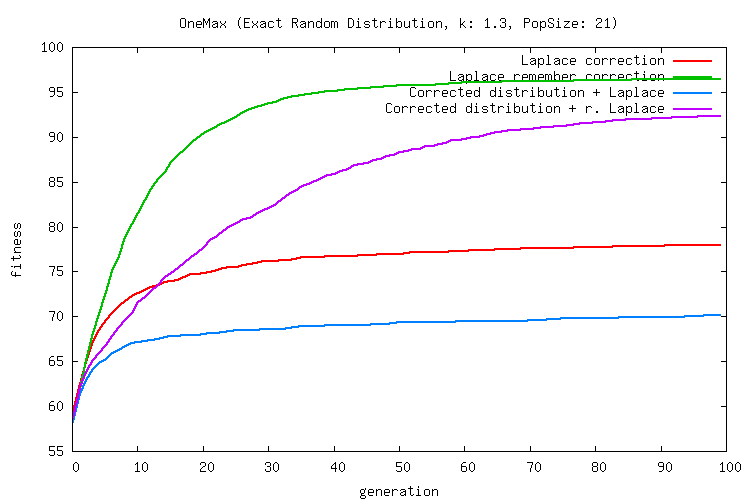 OneMax (Exact Random Distribution, k: 1.3, PopSize: 21)
100
Laplace correction
Laplace remember correction
Corrected distribution + Laplace
Corrected distribution + r. Laplace
95
90
85
80
75
70
65
60
55
fitness
0 10 20 30 40 50 60 70 80 90 100
generation